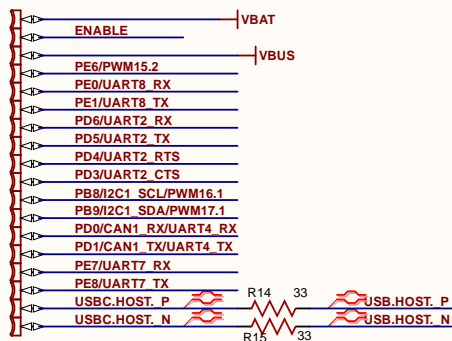 VBAT
ENABLE
VBUS
PE6/PWM15.2
PE0/UART8_RX
PE1/UART8_TX
PD6/UART2_RX
PD5/UART2_TX
PD4/UART2_RTS
PD3/UART2_CTS
PB8/I2C1_SCL/PWM16.1
PB9/I2C1_SDA/PWM17.1
PD0/CAN1_RX/UART4_RX
PD1/CAN1_TX/UART4_TX
PE7/UART7_RX
PE8/UART7_TX
R14 33
USBC.HOST._P USB.HOST._P
USBC.HOST._N USB.HOST._N
R15 33